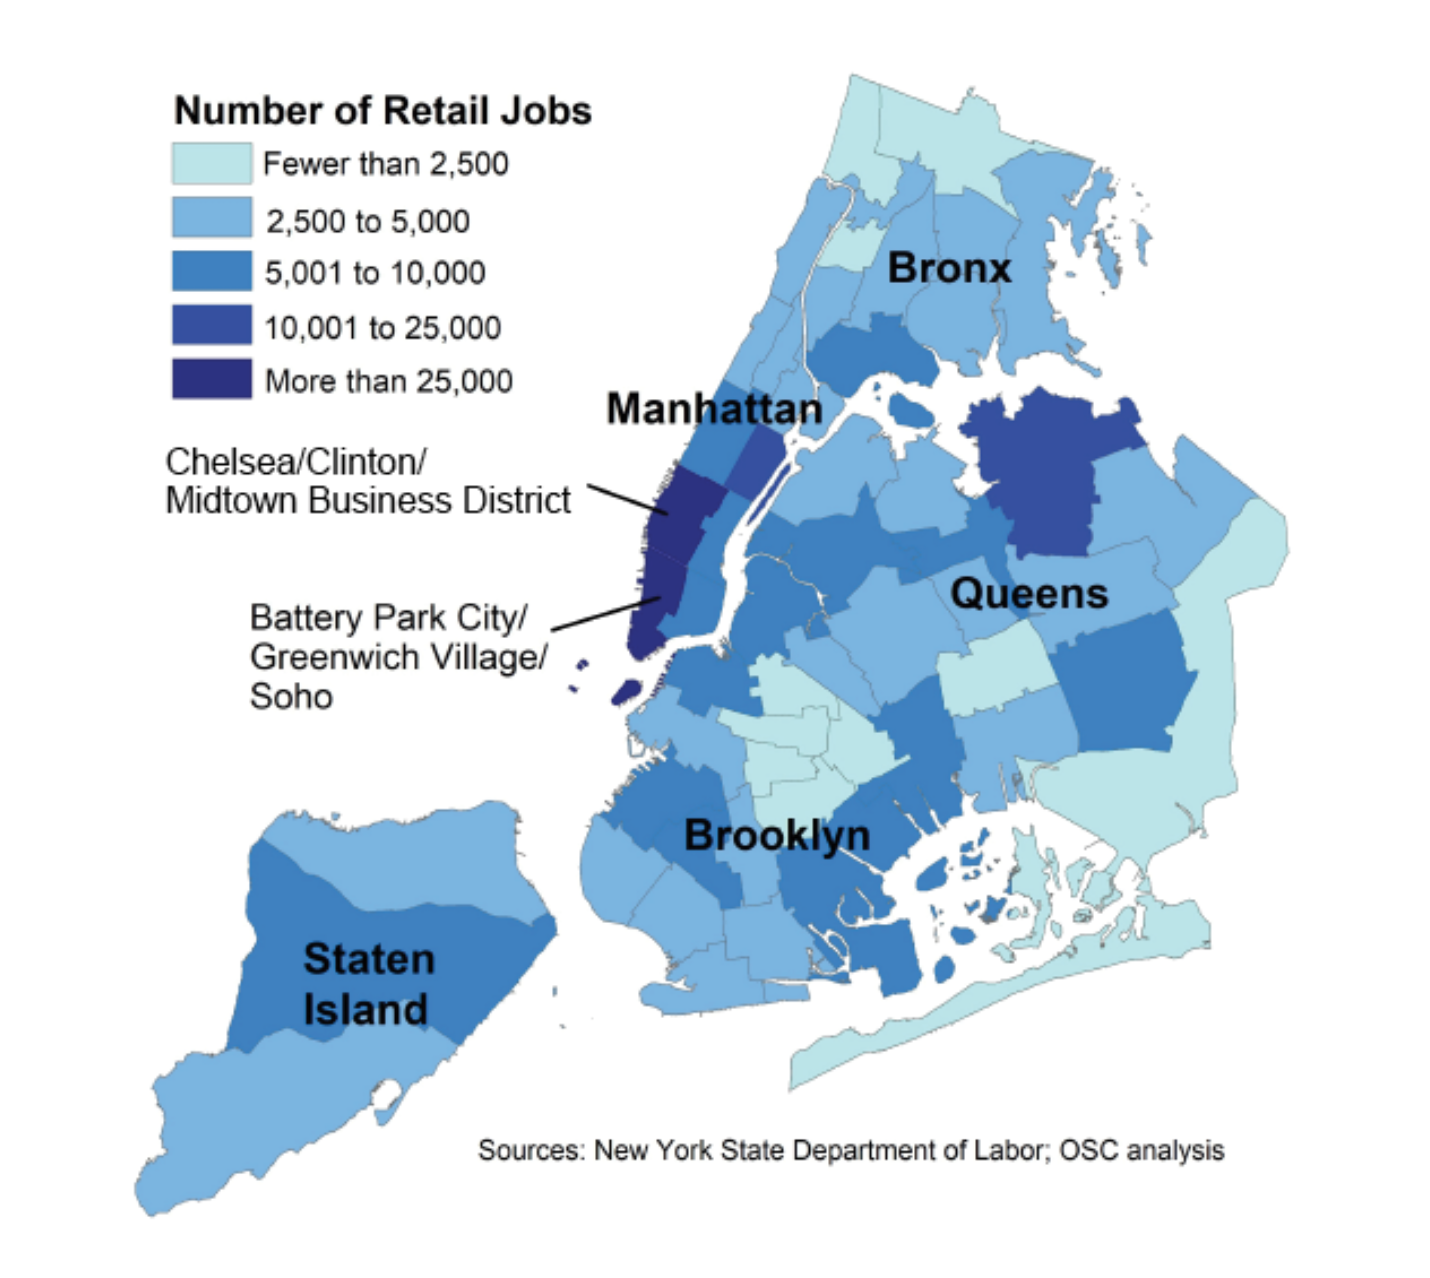 Number of Retail Jobs
Fewer than 2,500
2,500 to 5,000
5,001 to 10,000
10,001 to 25,000
More than 25,000
Chelsea/Clinton/
Midtown Business District
Battery Park City/
Greenwich Village/
Soho
Bronx
Manhattan
Queens
Brooklyn
Staten
Island
Sources: New York State Department of Labor; OSC analysis